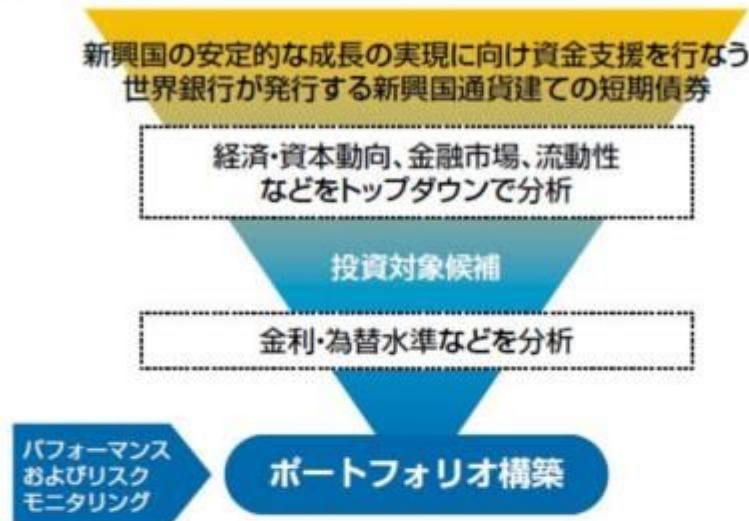 新興国の安定的な成長の実現に向け資金支援を行なう
世界銀行が発行する新興国通貨建ての短期債券
経済・資本動向、金融市場、流動性
などをトップダウンで分析
投資対象候補
金利・為替水準などを分析
パフォーマンス
およびリスク
モニタリング
ポートフォリオ構築